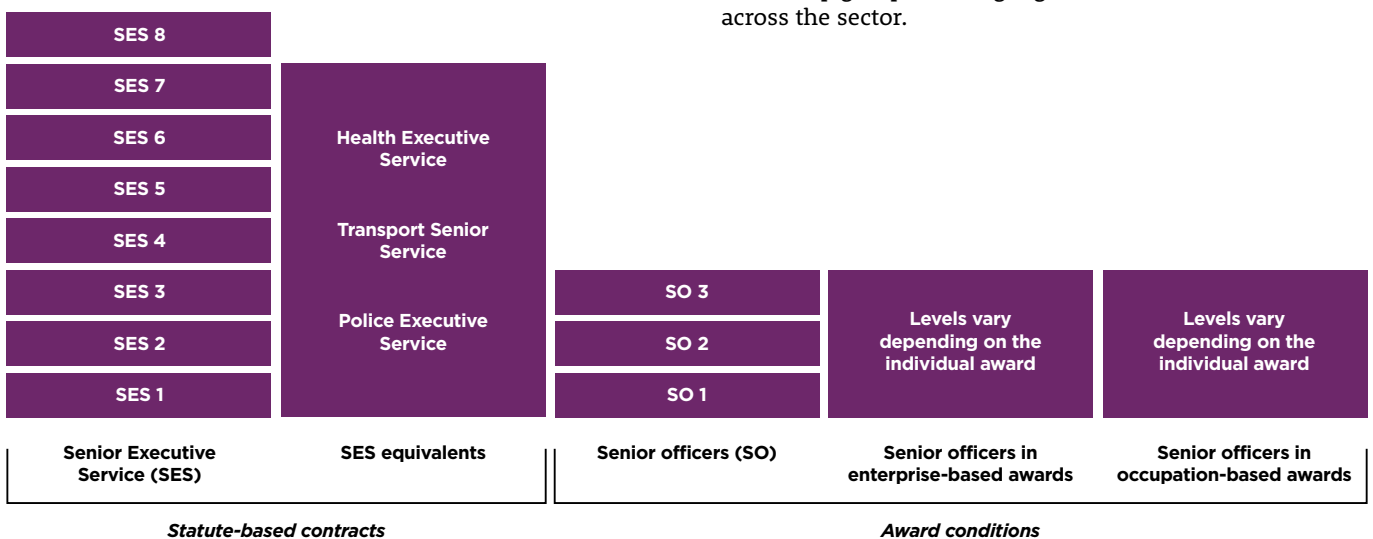 across the sector.
SES 8
SES 7
SES 6
SES 5
SES 4
SES 3
SES 2
SES 1
Health Executive
Service
Transport Senior
Service
Police Executive
Service
SO 3
SO 2
SO 1
Levels vary
depending on the
individual award
Levels vary
depending on the
individual award
Senior Executive
Service (SES)
SES equivalents
Senior officers (SO)
Senior officers in
enterprise-based awards
Senior officers in
occupation-based awards
Statute-based contracts
Award conditions